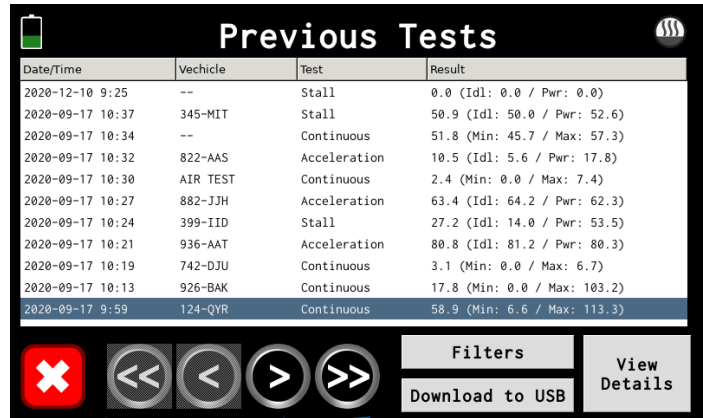 Previous Tests
Date/Time Vechicle Test Result
2020-12-10 9:25 -- Stall 0.0 (Idl: 0.0 / Pwr: 0.0)
2020-09-17 10:37 345-MIT Stall 50.9 (Idl: 50.0 / Pwr: 52.6)
2020-09-17 10:34 -- Continuous 51.8 (Min: 45.7 / Max: 57.3)
2020-09-17 10:32 822-AAS Acceleration 10.5 (Idl: 5.6 / Pwr: 17.8)
2020-09-17 10:30 AIR TEST Continuous 2.4 (Min: 0.0 / Max: 7.4)
2020-09-17 10:27 882-JJH Acceleration 63.4 (Idl: 64.2 / Pwr: 62.3)
2020-09-17 10:24 399-IID Stall 27.2 (Idl: 14.0 / Pwr: 53.5)
2020-09-17 10:21 936-AAT Acceleration 80.8 (Idl: 81.2 / Pwr: 80.3)
2020-09-17 10:19 742-DJU Continuous 3.1 (Min: 0.0 / Max: 6.7)
2020-09-17 10:13 926-BAK Continuous 17.8 (Min: 0.0 / Max: 103.2)
2020-09-17 9:59 124-QYR Continuous 58.9 (Min: 6.6 / Max: 113.3)
<< < > >>
Filters
Download to USB
View
Details